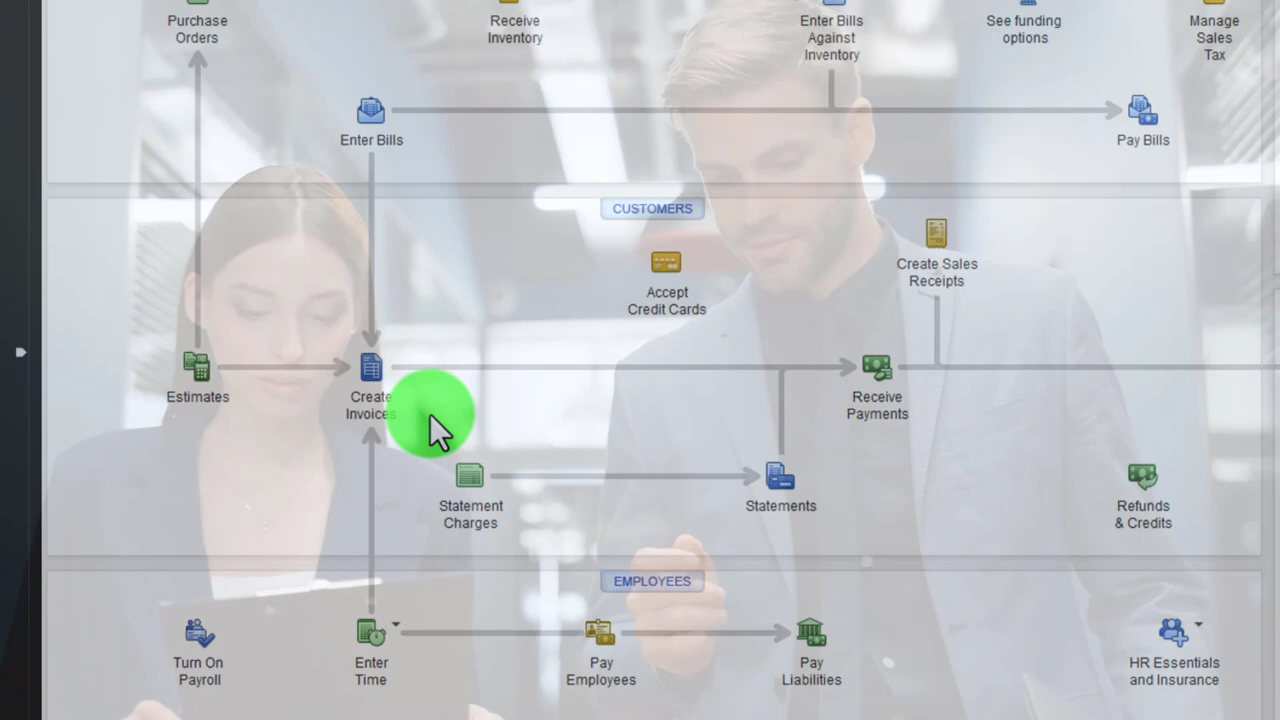 Purchase
Orders
Receive
Inventory
Enter Bills
Against
Inventory
See funding
options
Manage
Sales
Tax
Enter Bills
Pay Bills
CUSTOMERS
Accept
Credit Cards
Create Sales
Receipts
Estimates
Create
Invoices
Receive
Payments
Statement
Charges
Statements
Refunds
& Credits
EMPLOYEES
Turn On
Payroll
Enter
Time
Pay
Employees
Pay
Liabilities
HR Essentials
and Insurance